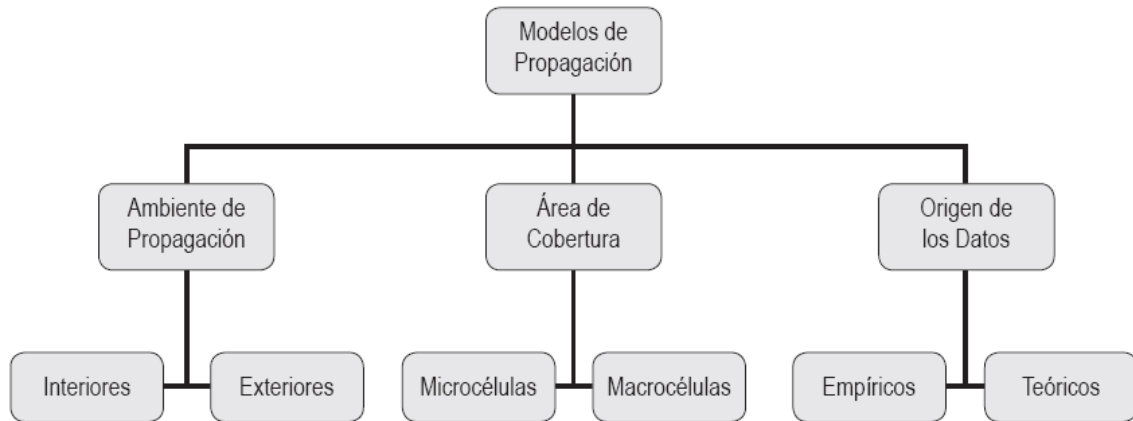 Modelos de
Propagación
Ambiente de
Propagación
Área de
Cobertura
Origen de
los Datos
Interiores
Exteriores
Microcélulas
Macrocélulas
Empíricos
Teóricos